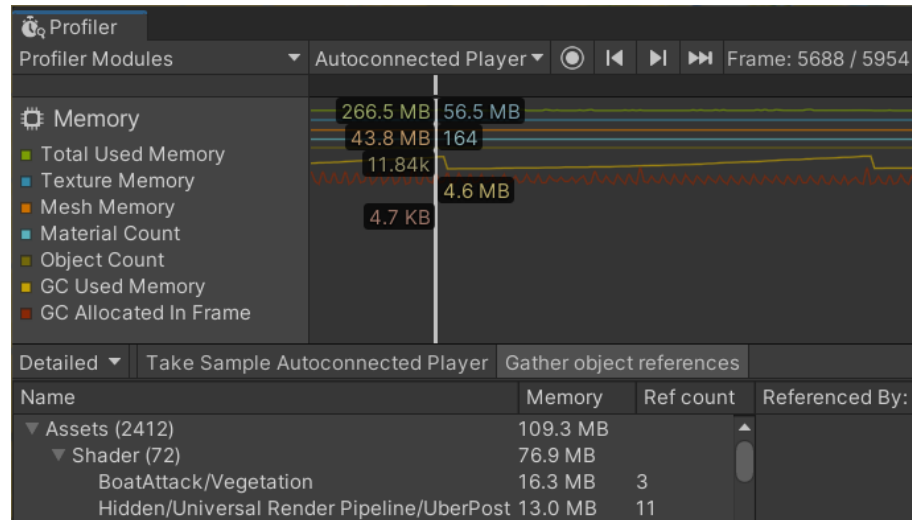 Profiler
Profiler Modules Autoconnected Player Frame: 5688 / 5954
Memory
Total Used Memory
Texture Memory
Mesh Memory
Material Count
Object Count
GC Used Memory
GC Allocated In Frame
266.5 MB 56.5 MB
43.8 MB 164
11.84k
4.6 MB
4.7 KB
Detailed Take Sample Autoconnected Player Gather object references
Name Memory Ref count Referenced By:
Assets (2412) 109.3 MB
Shader (72) 76.9 MB
BoatAttack/Vegetation 16.3 MB 3
Hidden/Universal Render Pipeline/UberPost 13.0 MB 11